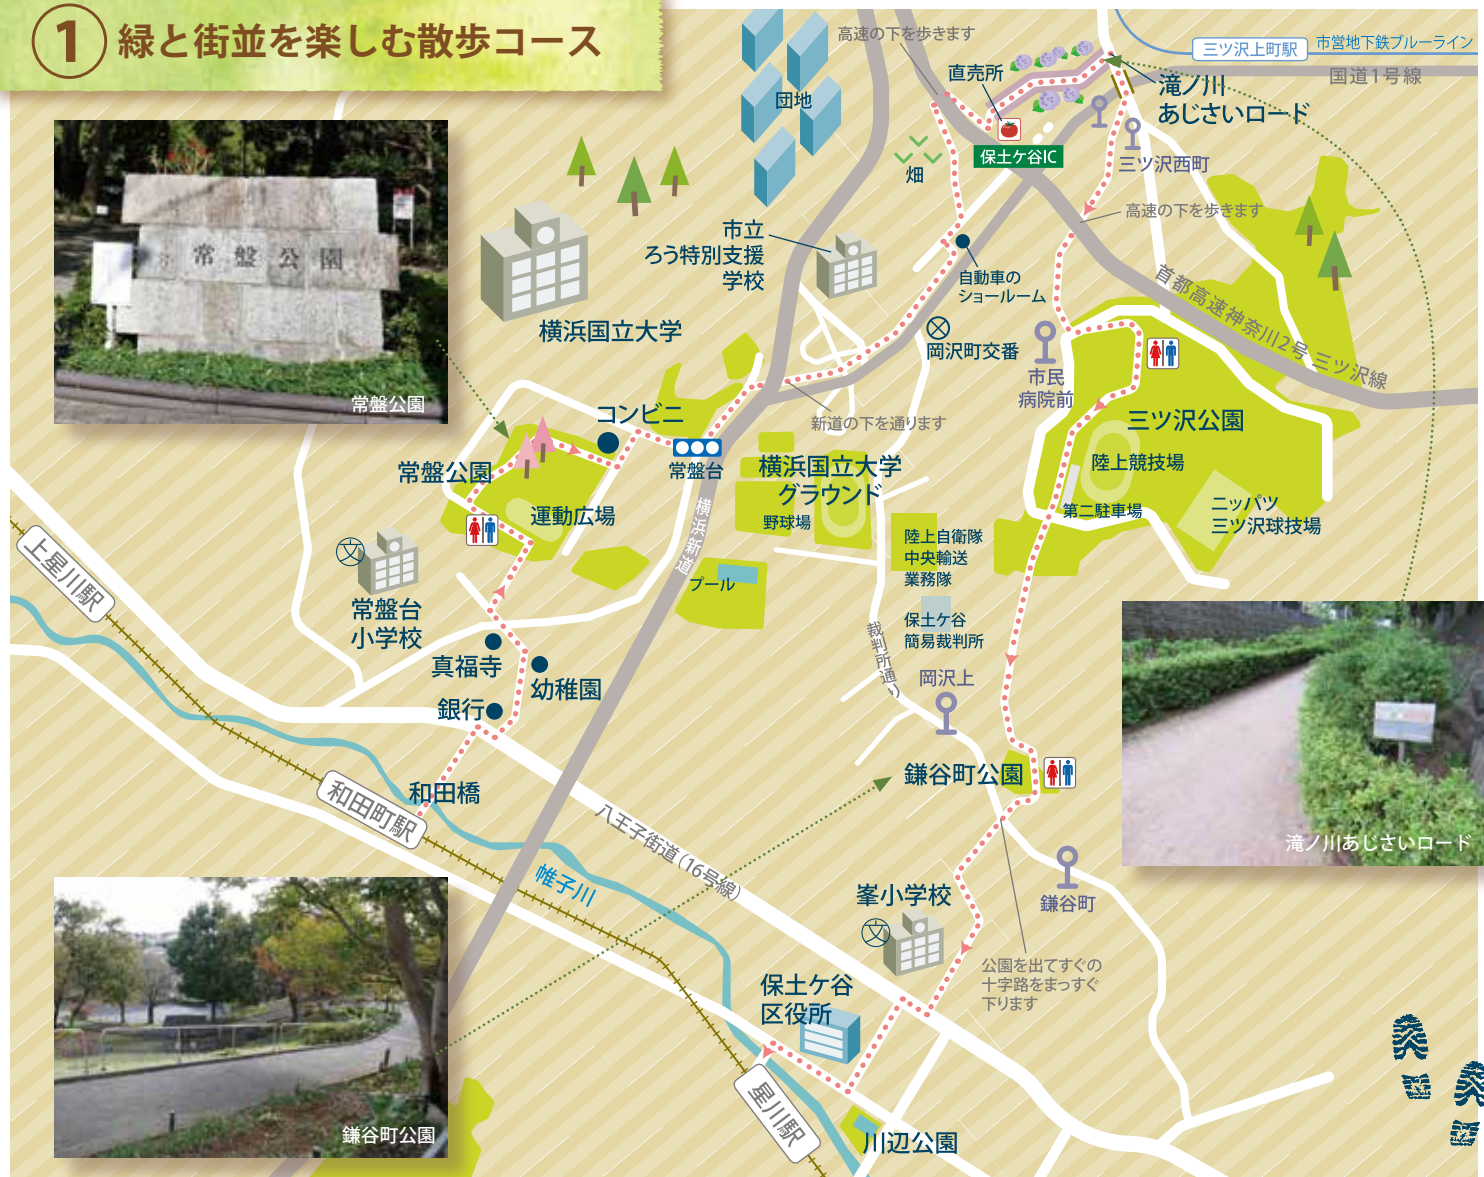 1 緑と街並を楽しむ散歩コース
高速の下を歩きます
三ツ沢上町駅
市営地下鉄ブルーライン
国道1号線
直売所
滝ノ川
あじさいロード
団地
保土ケ谷IC
三ツ沢西町
畑
高速の下を歩きます
常盤公園
常盤公園
市立
ろう特別支援
学校
自動車の
ショールーム
首都高速神奈川2号 三ツ沢線
横浜国立大学
岡沢町交番
市民
病院前
新道の下を通ります
コンビニ
三ツ沢公園
常盤公園
常盤台
横浜国立大学
グラウンド
陸上競技場
運動広場
野球場
第二駐車場
ニッパツ
三ツ沢球技場
横浜新道
陸上自衛隊
中央輸送
業務隊
文
上星川駅
プール
常盤台
小学校
保土ケ谷
簡易裁判所
裁判所通り
真福寺
幼稚園
岡沢上
銀行
鎌谷町公園
和田橋
和田町駅
八王子街道(16号線)
滝ノ川あじさいロード
帷子川
峯小学校
文
鎌谷町
公園を出てすぐの
十字路をまっすぐ
下ります
保土ケ谷
区役所
星川駅
川辺公園
鎌谷町公園